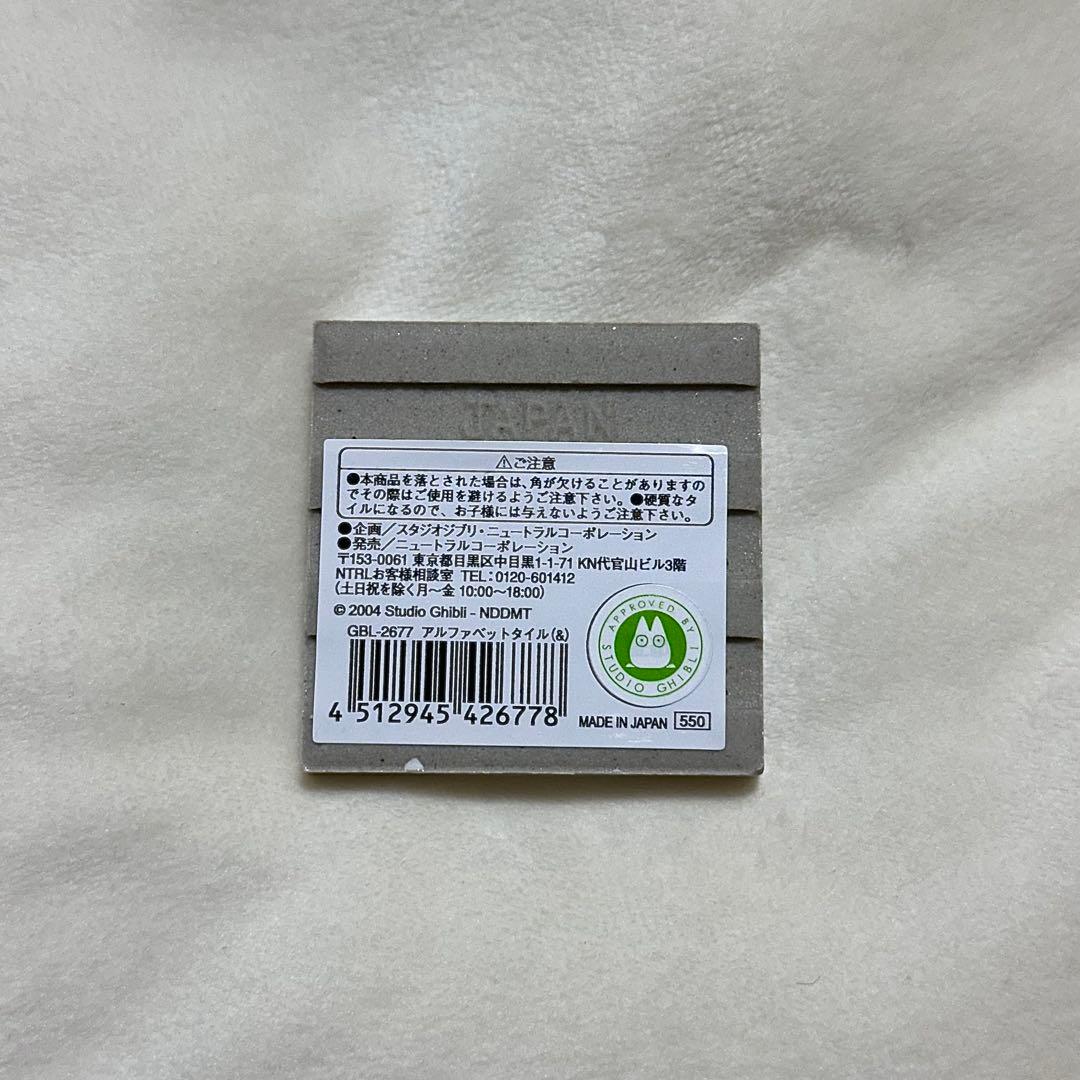 JAPAN
⚠ご注意
●本商品を落とされた場合は、角が欠けることがありますの
でその際はご使用を避けるようご注意下さい。●硬質なタ
イルになるので、お子様には与えないようご注意下さい。
●企画/スタジオジブリ・ニュートラルコーポレーション
●発売/ニュートラルコーポレーション
〒153-0061 東京都目黒区中目黒1-1-71 KN代官山ビル3階
NTRLお客様相談室 TEL:0120-601412
(土日祝を除く月〜金 10:00〜18:00)
© 2004 Studio Ghibli - NDDMT
GBL-2677 アルファベットタイル(&)
4 512945 426778
APPROVED BY
STUDIO GHIBLI
MADE IN JAPAN 550